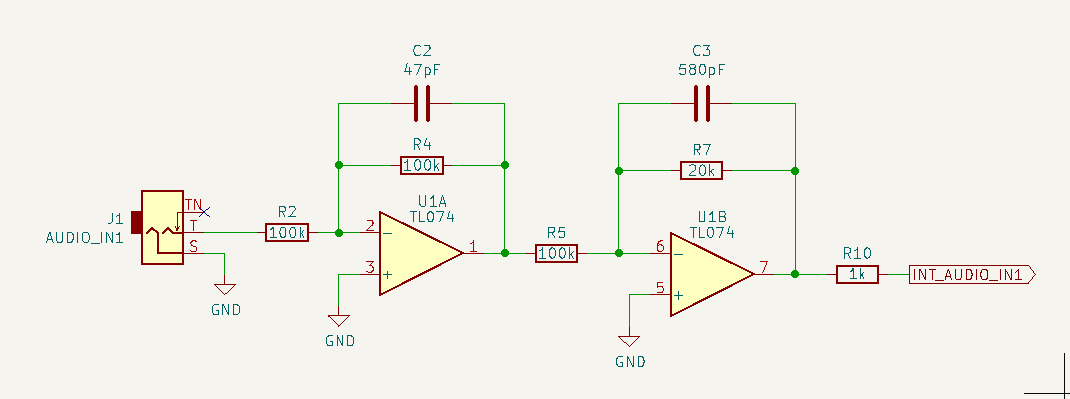 C2
47pF
C3
580pF
R4
100k
R7
20k
U1A
TL074
U1B
TL074
J1
AUDIO_IN1
TN
T
S
R2
100k
2
-
3
+
1
R5
100k
6
-
5
+
7
R10
1k
INT_AUDIO_IN1
GND
GND
GND